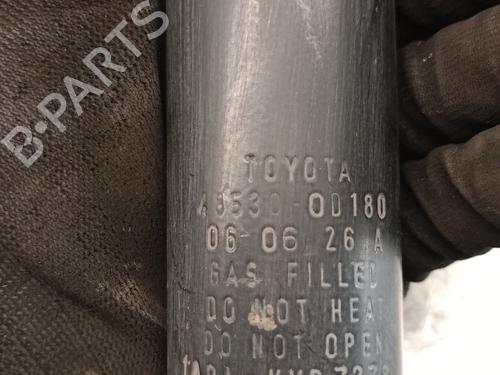 B-PARTS
TOYOTA
48530-0D180
06-06 26 A
GAS FILLED
DO NOT HEAT
DO NOT OPEN